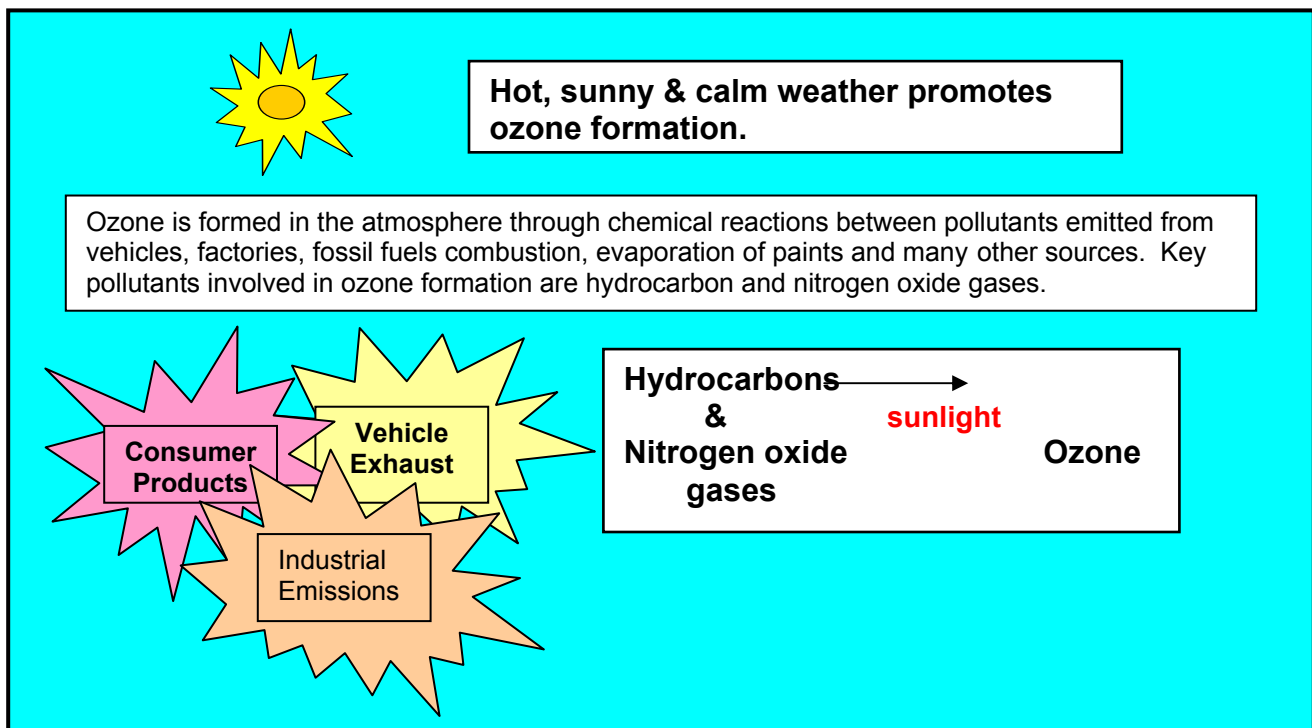 Hot, sunny & calm weather promotes
ozone formation.
Ozone is formed in the atmosphere through chemical reactions between pollutants emitted from
vehicles, factories, fossil fuels combustion, evaporation of paints and many other sources.  Key
pollutants involved in ozone formation are hydrocarbon and nitrogen oxide gases.
Consumer
Products
Vehicle
Exhaust
Industrial
Emissions
Hydrocarbons
&
sunlight
Nitrogen oxide
Ozone
gases